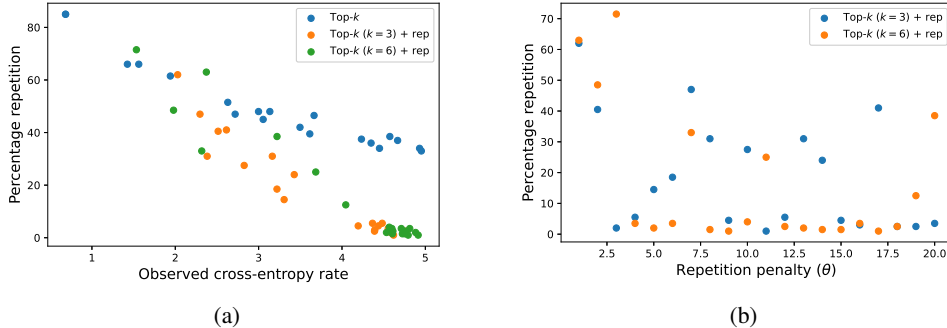 80
60
40
20
0
Percentage repetition
1
2
3
4
5
Observed cross-entropy rate
Top-k
Top-k (k = 3) + rep
Top-k (k = 6) + rep
(a)
70
60
50
40
30
20
10
0
Percentage repetition
2.5
5.0
7.5
10.0
12.5
15.0
17.5
20.0
Repetition penalty (θ)
Top-k (k = 3) + rep
Top-k (k = 6) + rep
(b)